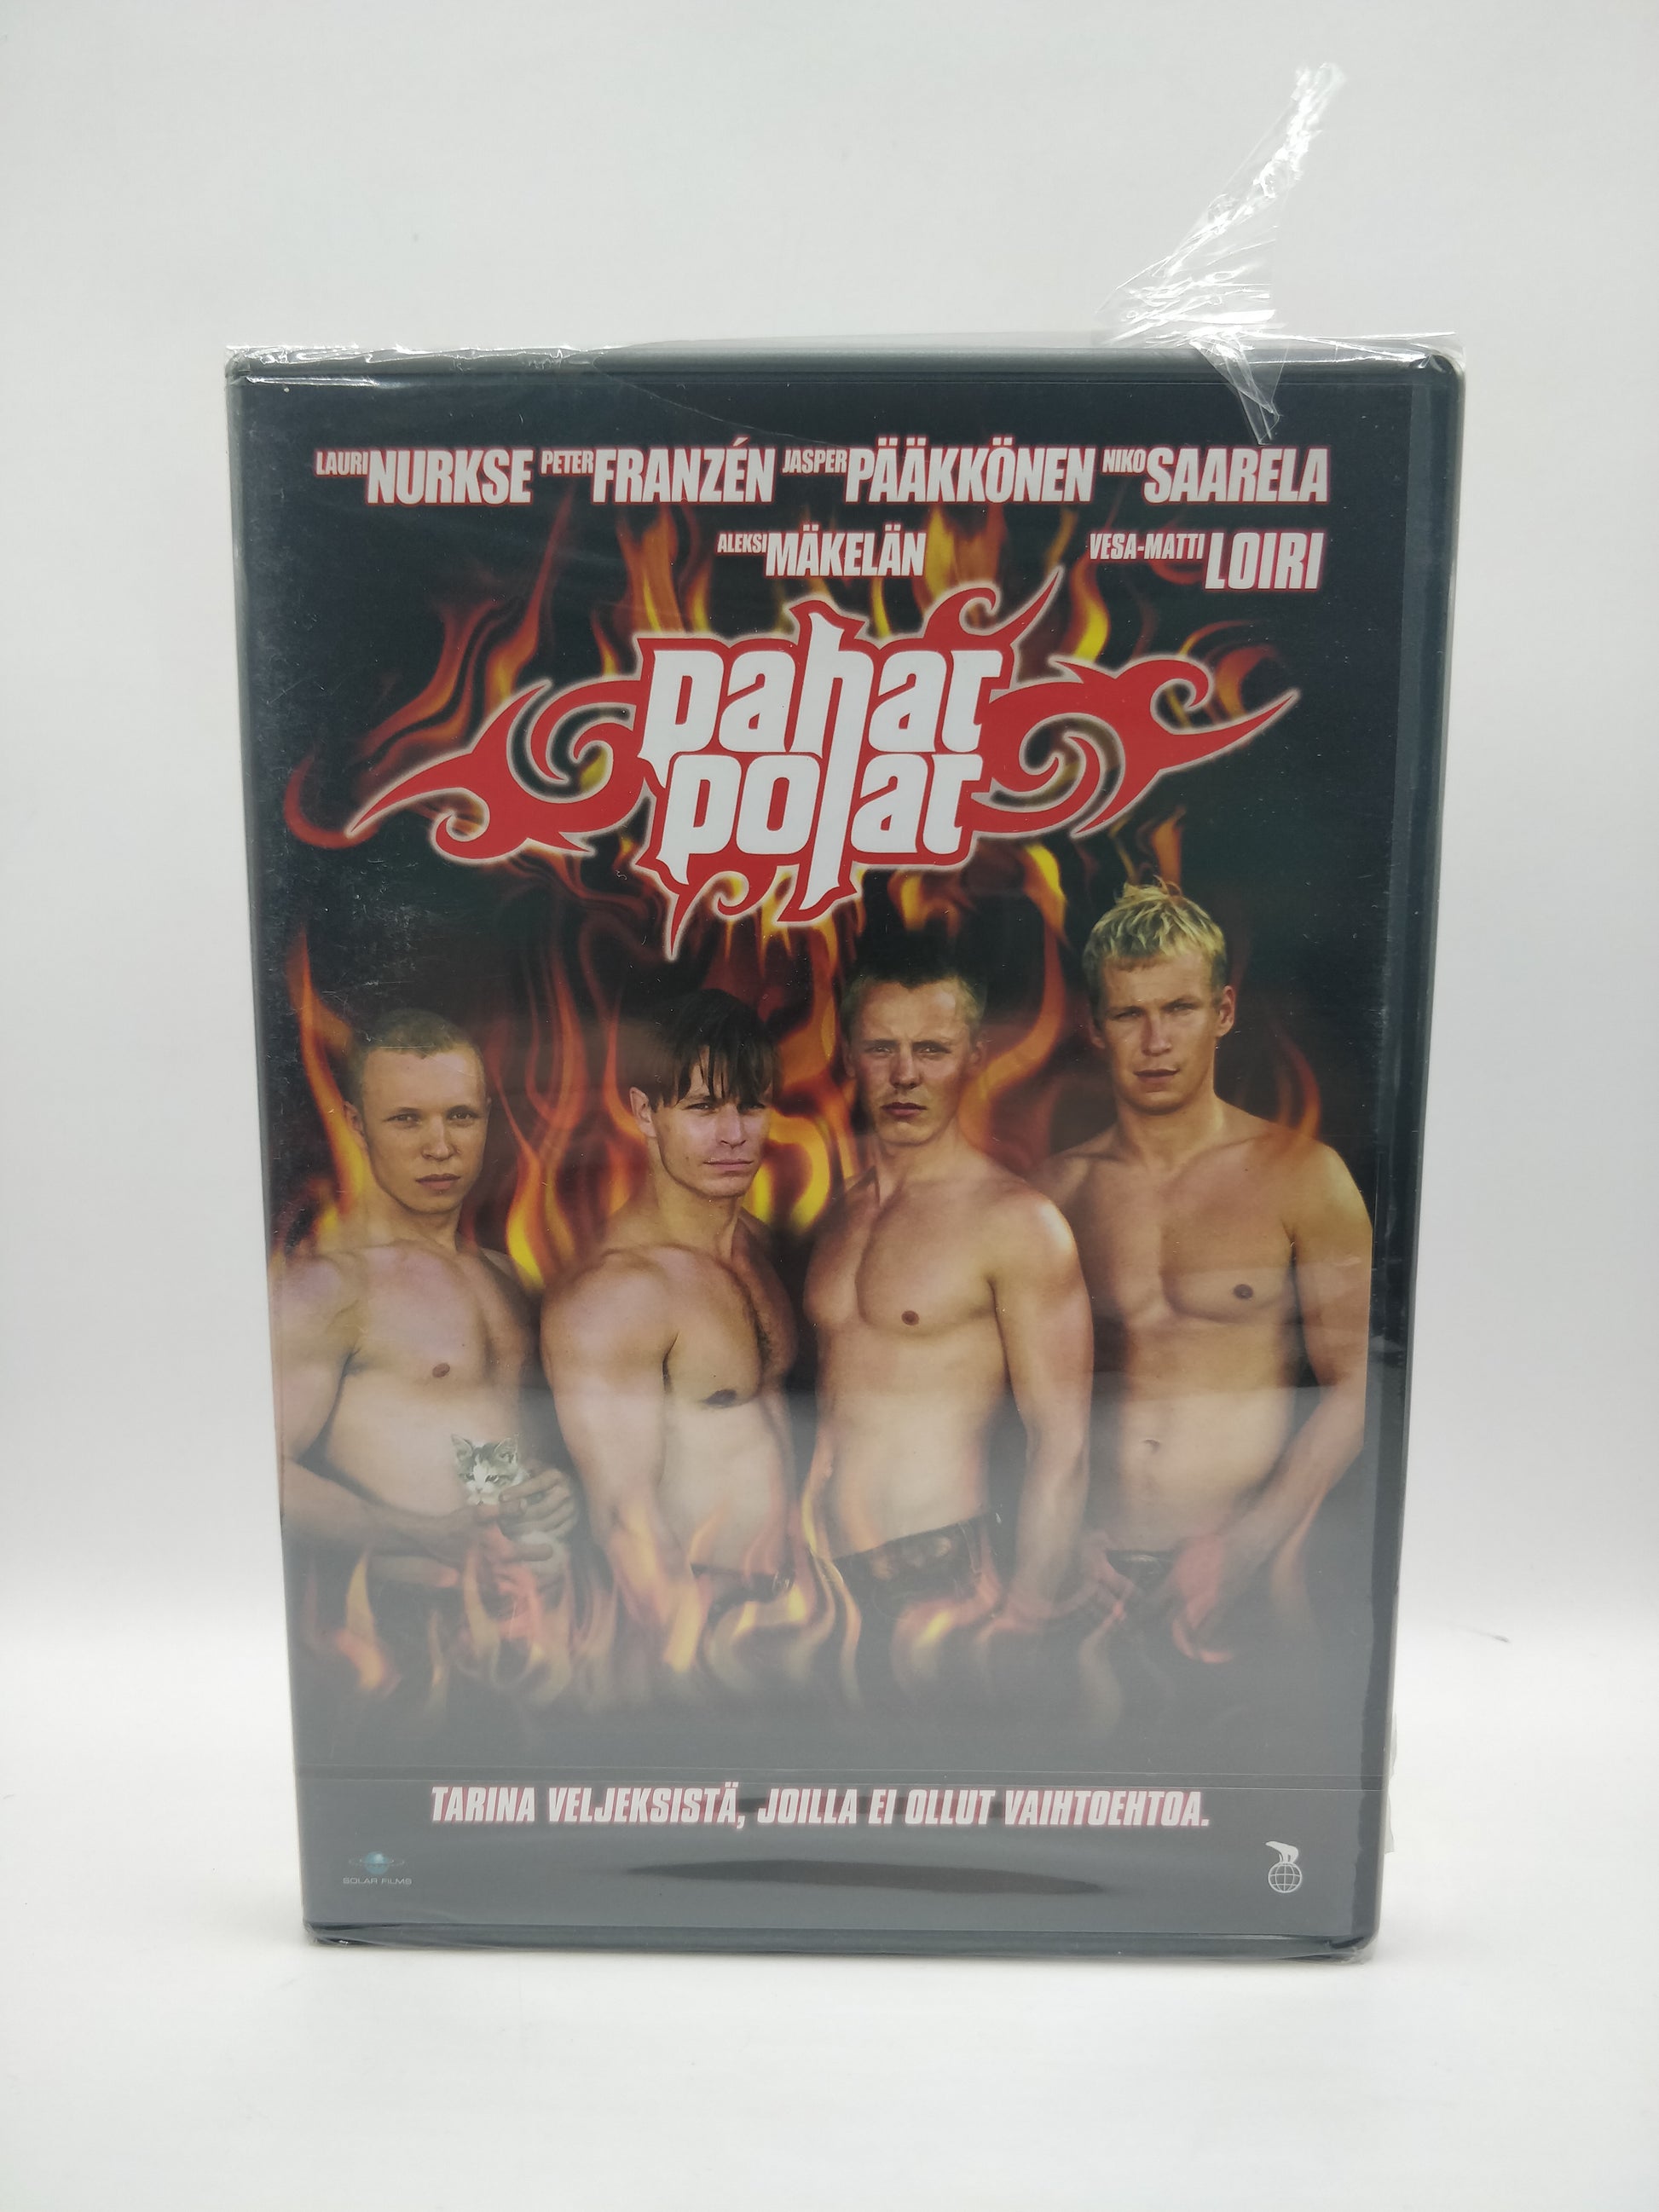 LAURI NURKSE PETER FRANZÉN JASPER PÄÄKKÖNEN NIKO SAARELA
ALEKSI MÄKELÄN VESA-MATTI LOIRI
pahat
pojat
TARINA VELJEKSISTÄ, JOILLA EI OLLUT VAIHTOEHTOA.
SOLAR FILMS